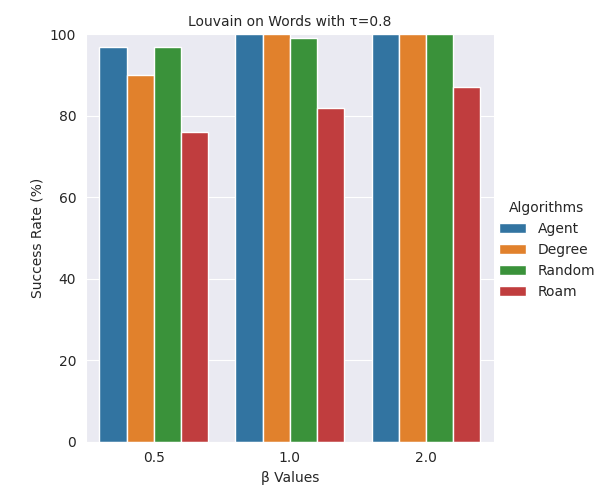 Louvain on Words with τ=0.8
100
80
60
40
20
0
Success Rate (%)
0.5
1.0
2.0
β Values
Algorithms
Agent
Degree
Random
Roam